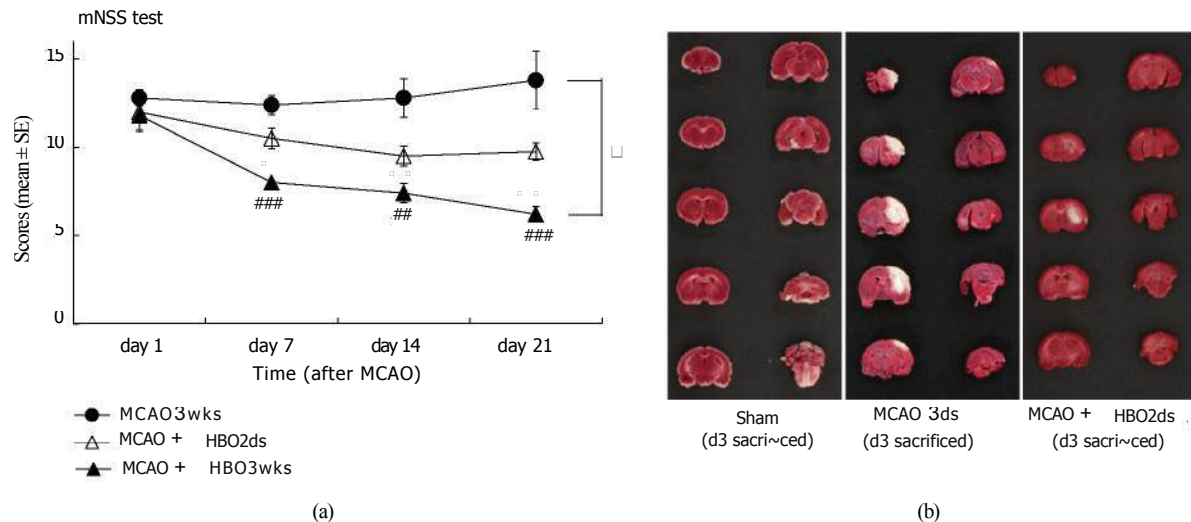 mNSS test
15
10
5
0
Scores (mean ± SE)
###
##
###
day 1 day 7 day 14 day 21
Time (after MCAO)
MCAO3wks
MCAO + HBO2ds
MCAO + HBO3wks
(a)
Sham
(d3 sacri~ced)
MCAO 3ds
(d3 sacrificed)
MCAO + HBO2ds
(d3 sacri~ced)
(b)